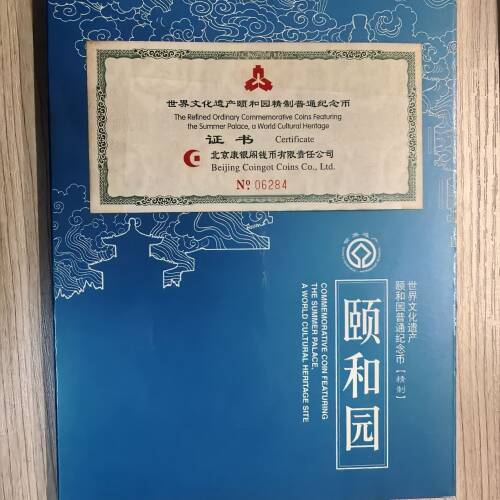 世界文化遗产颐和园精制普通纪念币
The Refined Ordinary Commemorative Coins Featuring
the Summer Palace, a World Cultural Heritage
证 书 Certificate
北京康银阁钱币有限责任公司
Beijing Coingot Coins Co., Ltd.
No 06284
世界文化遗产
颐和园普通纪念币【精制】
颐和园
COMMEMORATIVE COIN FEATURING
THE SUMMER PALACE,
A WORLD CULTURAL HERITAGE SITE